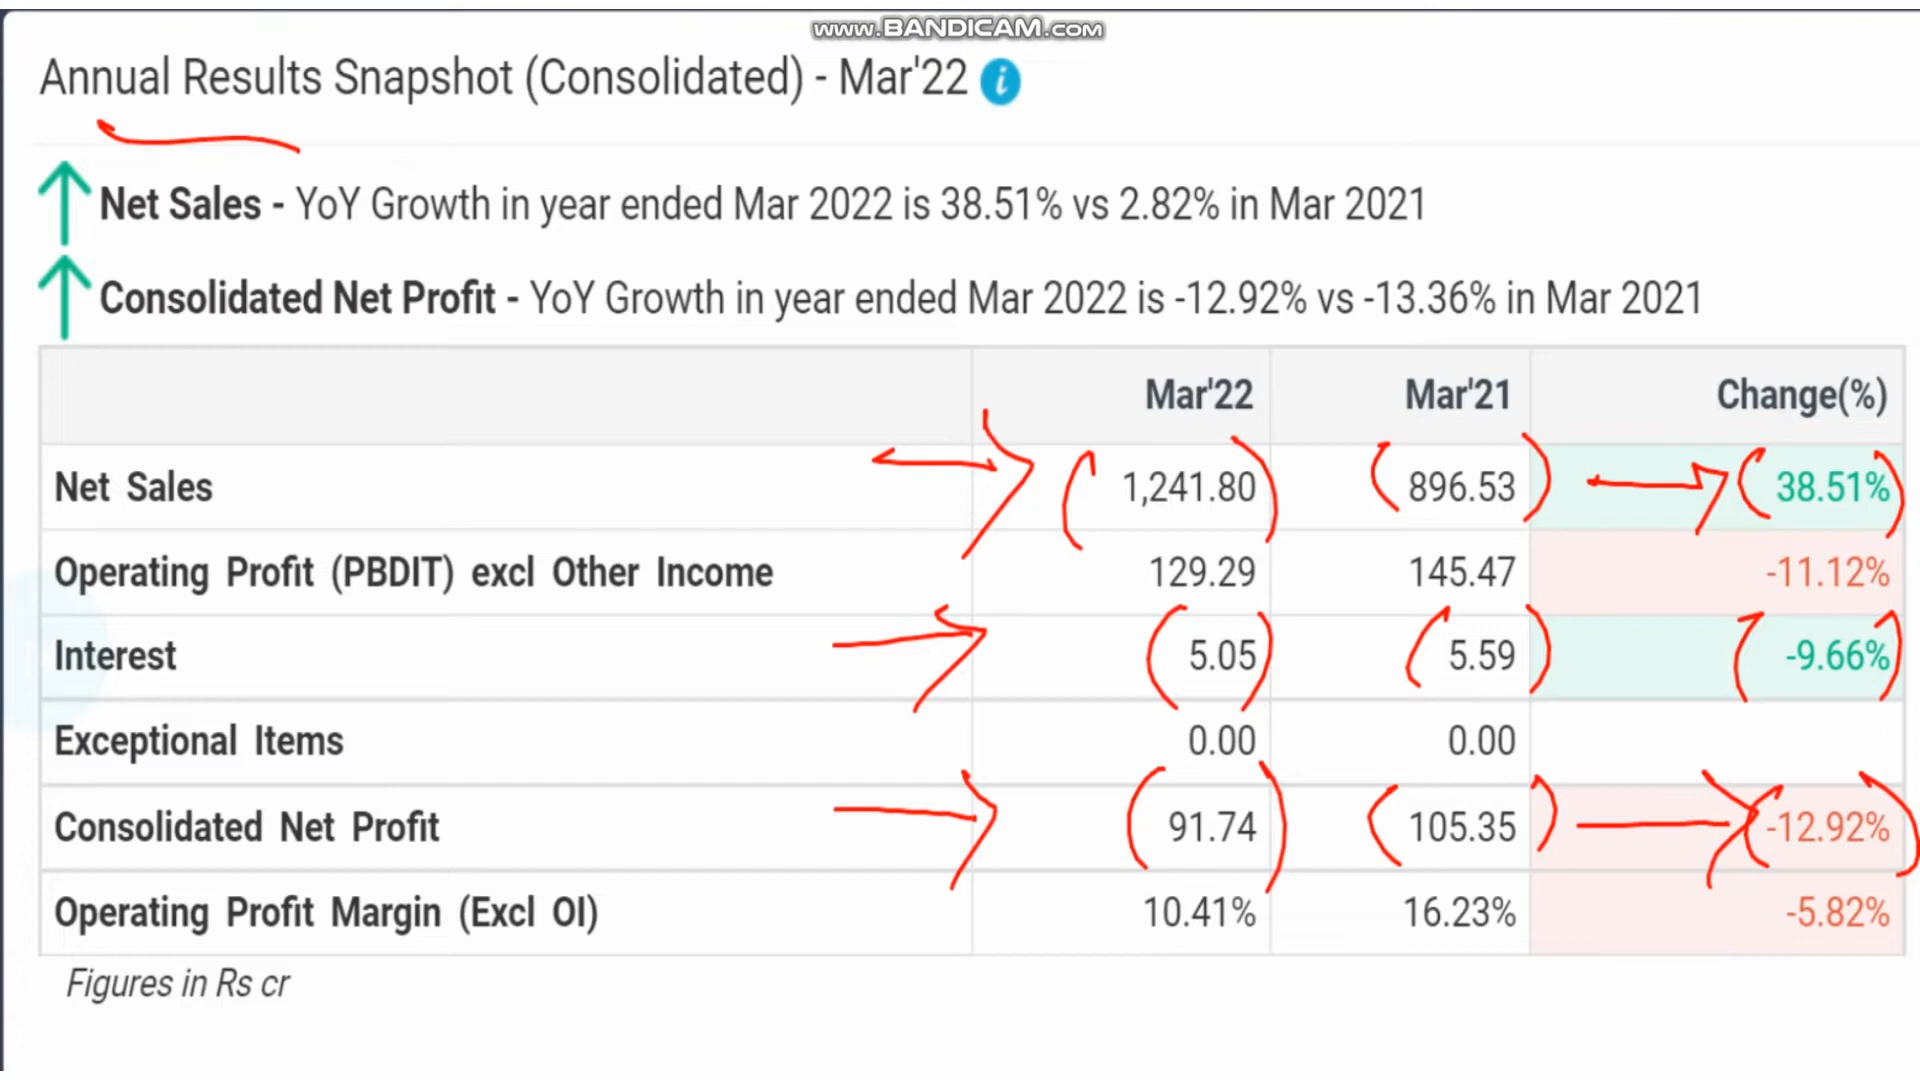 www.BANDICAM.com
Annual Results Snapshot (Consolidated) - Mar'22 i
Net Sales - YoY Growth in year ended Mar 2022 is 38.51% vs 2.82% in Mar 2021
Consolidated Net Profit - YoY Growth in year ended Mar 2022 is -12.92% vs -13.36% in Mar 2021
Mar'22 Mar'21 Change(%)
Net Sales 1,241.80 896.53 38.51%
Operating Profit (PBDIT) excl Other Income 129.29 145.47 -11.12%
Interest 5.05 5.59 -9.66%
Exceptional Items 0.00 0.00
Consolidated Net Profit 91.74 105.35 -12.92%
Operating Profit Margin (Excl OI) 10.41% 16.23% -5.82%
Figures in Rs cr